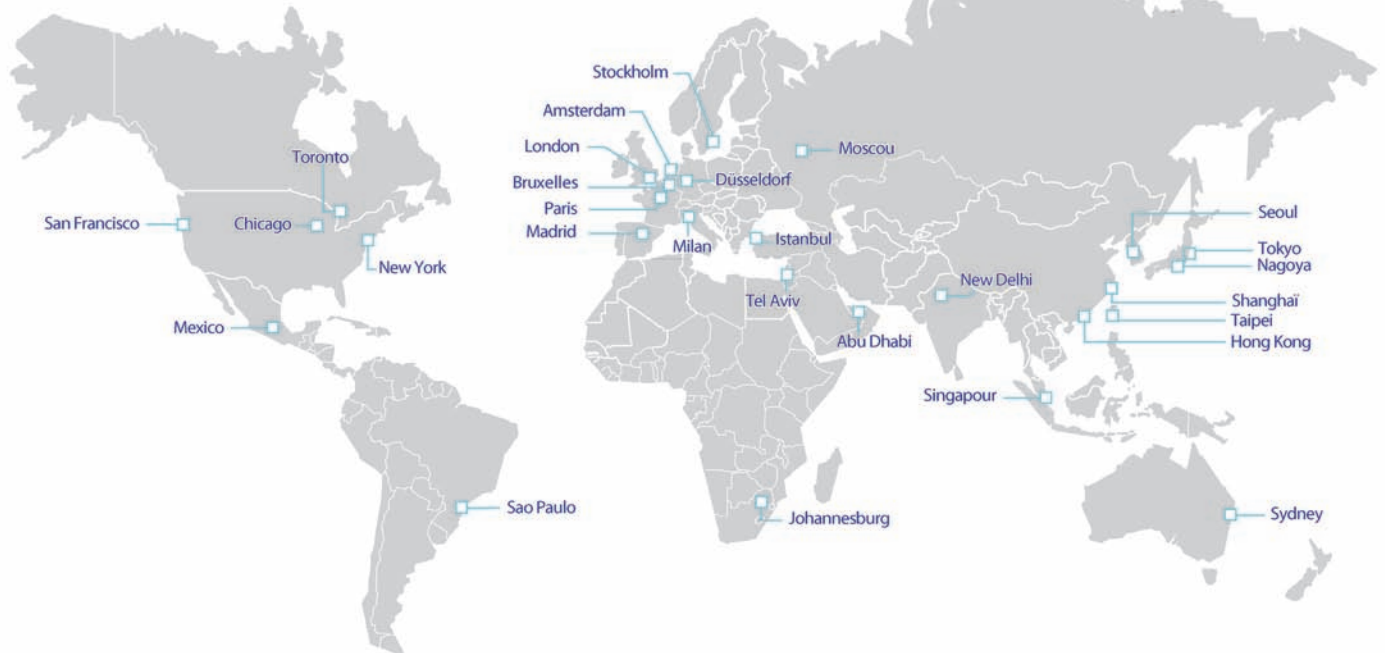 Stockholm
Amsterdam
London
Bruxelles
Paris
Madrid
Düsseldorf
Moscou
Milan
Istanbul
Toronto
San Francisco
Chicago
New York
Mexico
Tel Aviv
Abu Dhabi
New Delhi
Seoul
Tokyo
Nagoya
Shanghaï
Taipei
Hong Kong
Singapour
Sao Paulo
Johannesburg
Sydney